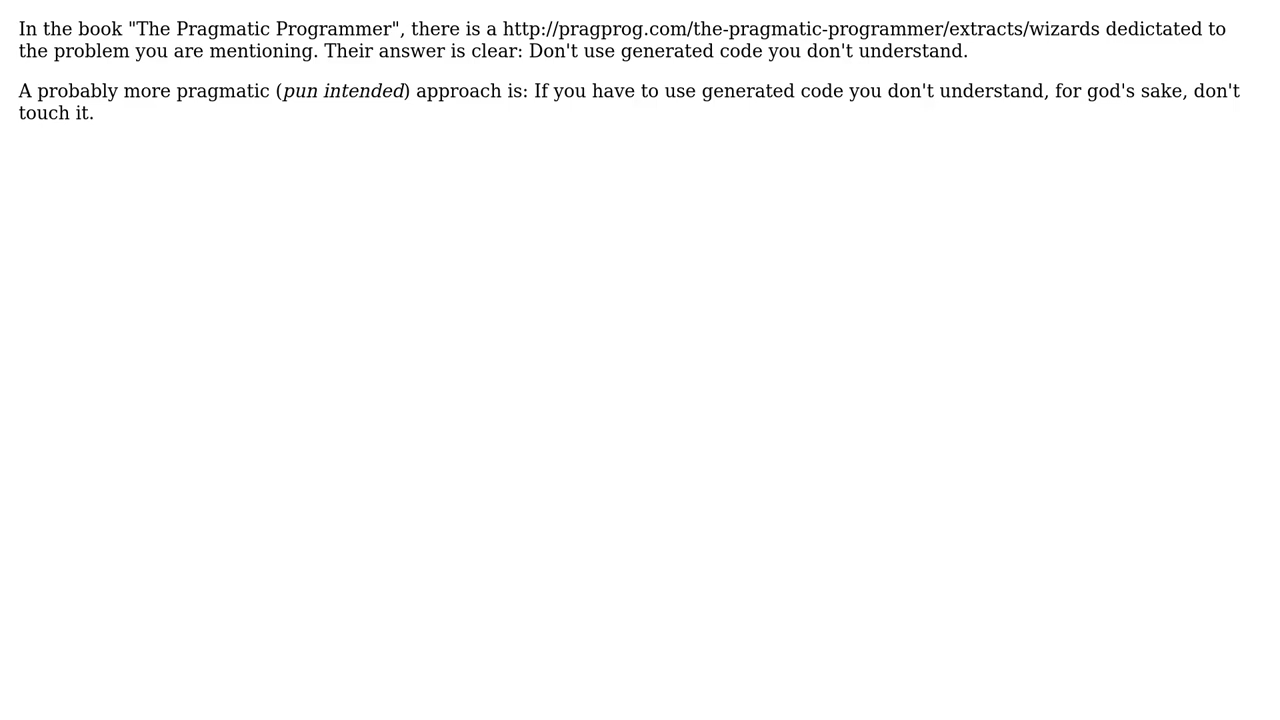 In the book "The Pragmatic Programmer", there is a http://pragprog.com/the-pragmatic-programmer/extracts/wizards dedictated to
the problem you are mentioning. Their answer is clear: Don't use generated code you don't understand.
A probably more pragmatic (pun intended) approach is: If you have to use generated code you don't understand, for god's sake, don't
touch it.